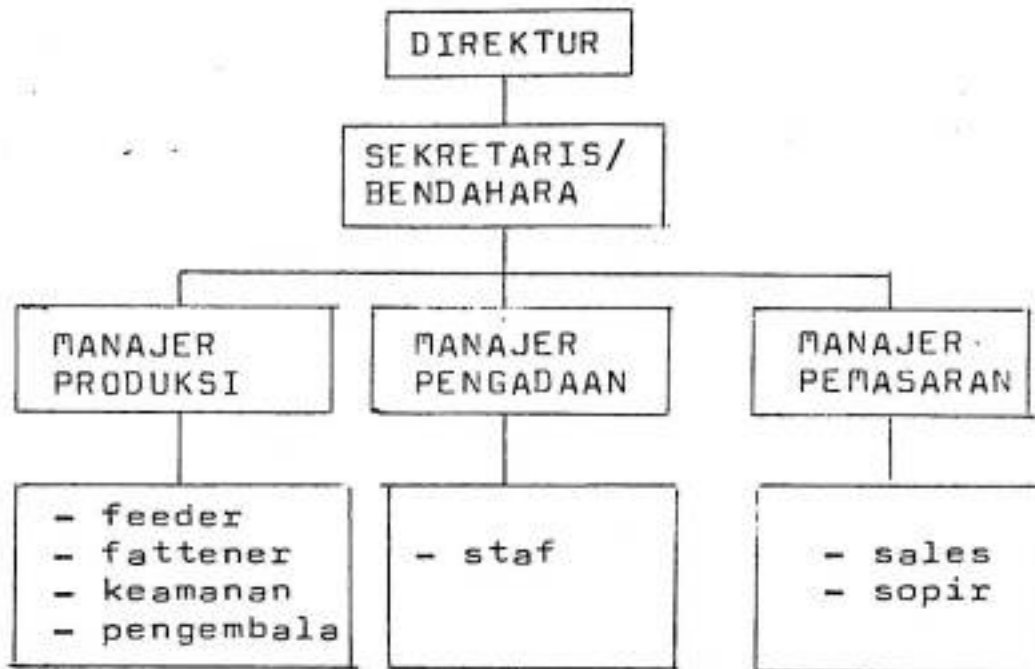 DIREKTUR
SEKRETARIS/
BENDAHARA
MANAJER
PRODUKSI
MANAJER
PENGADAAN
MANAJER
PEMASARAN
- feeder
- fattener
- keamanan
- pengembala
- staf
- sales
- sopir